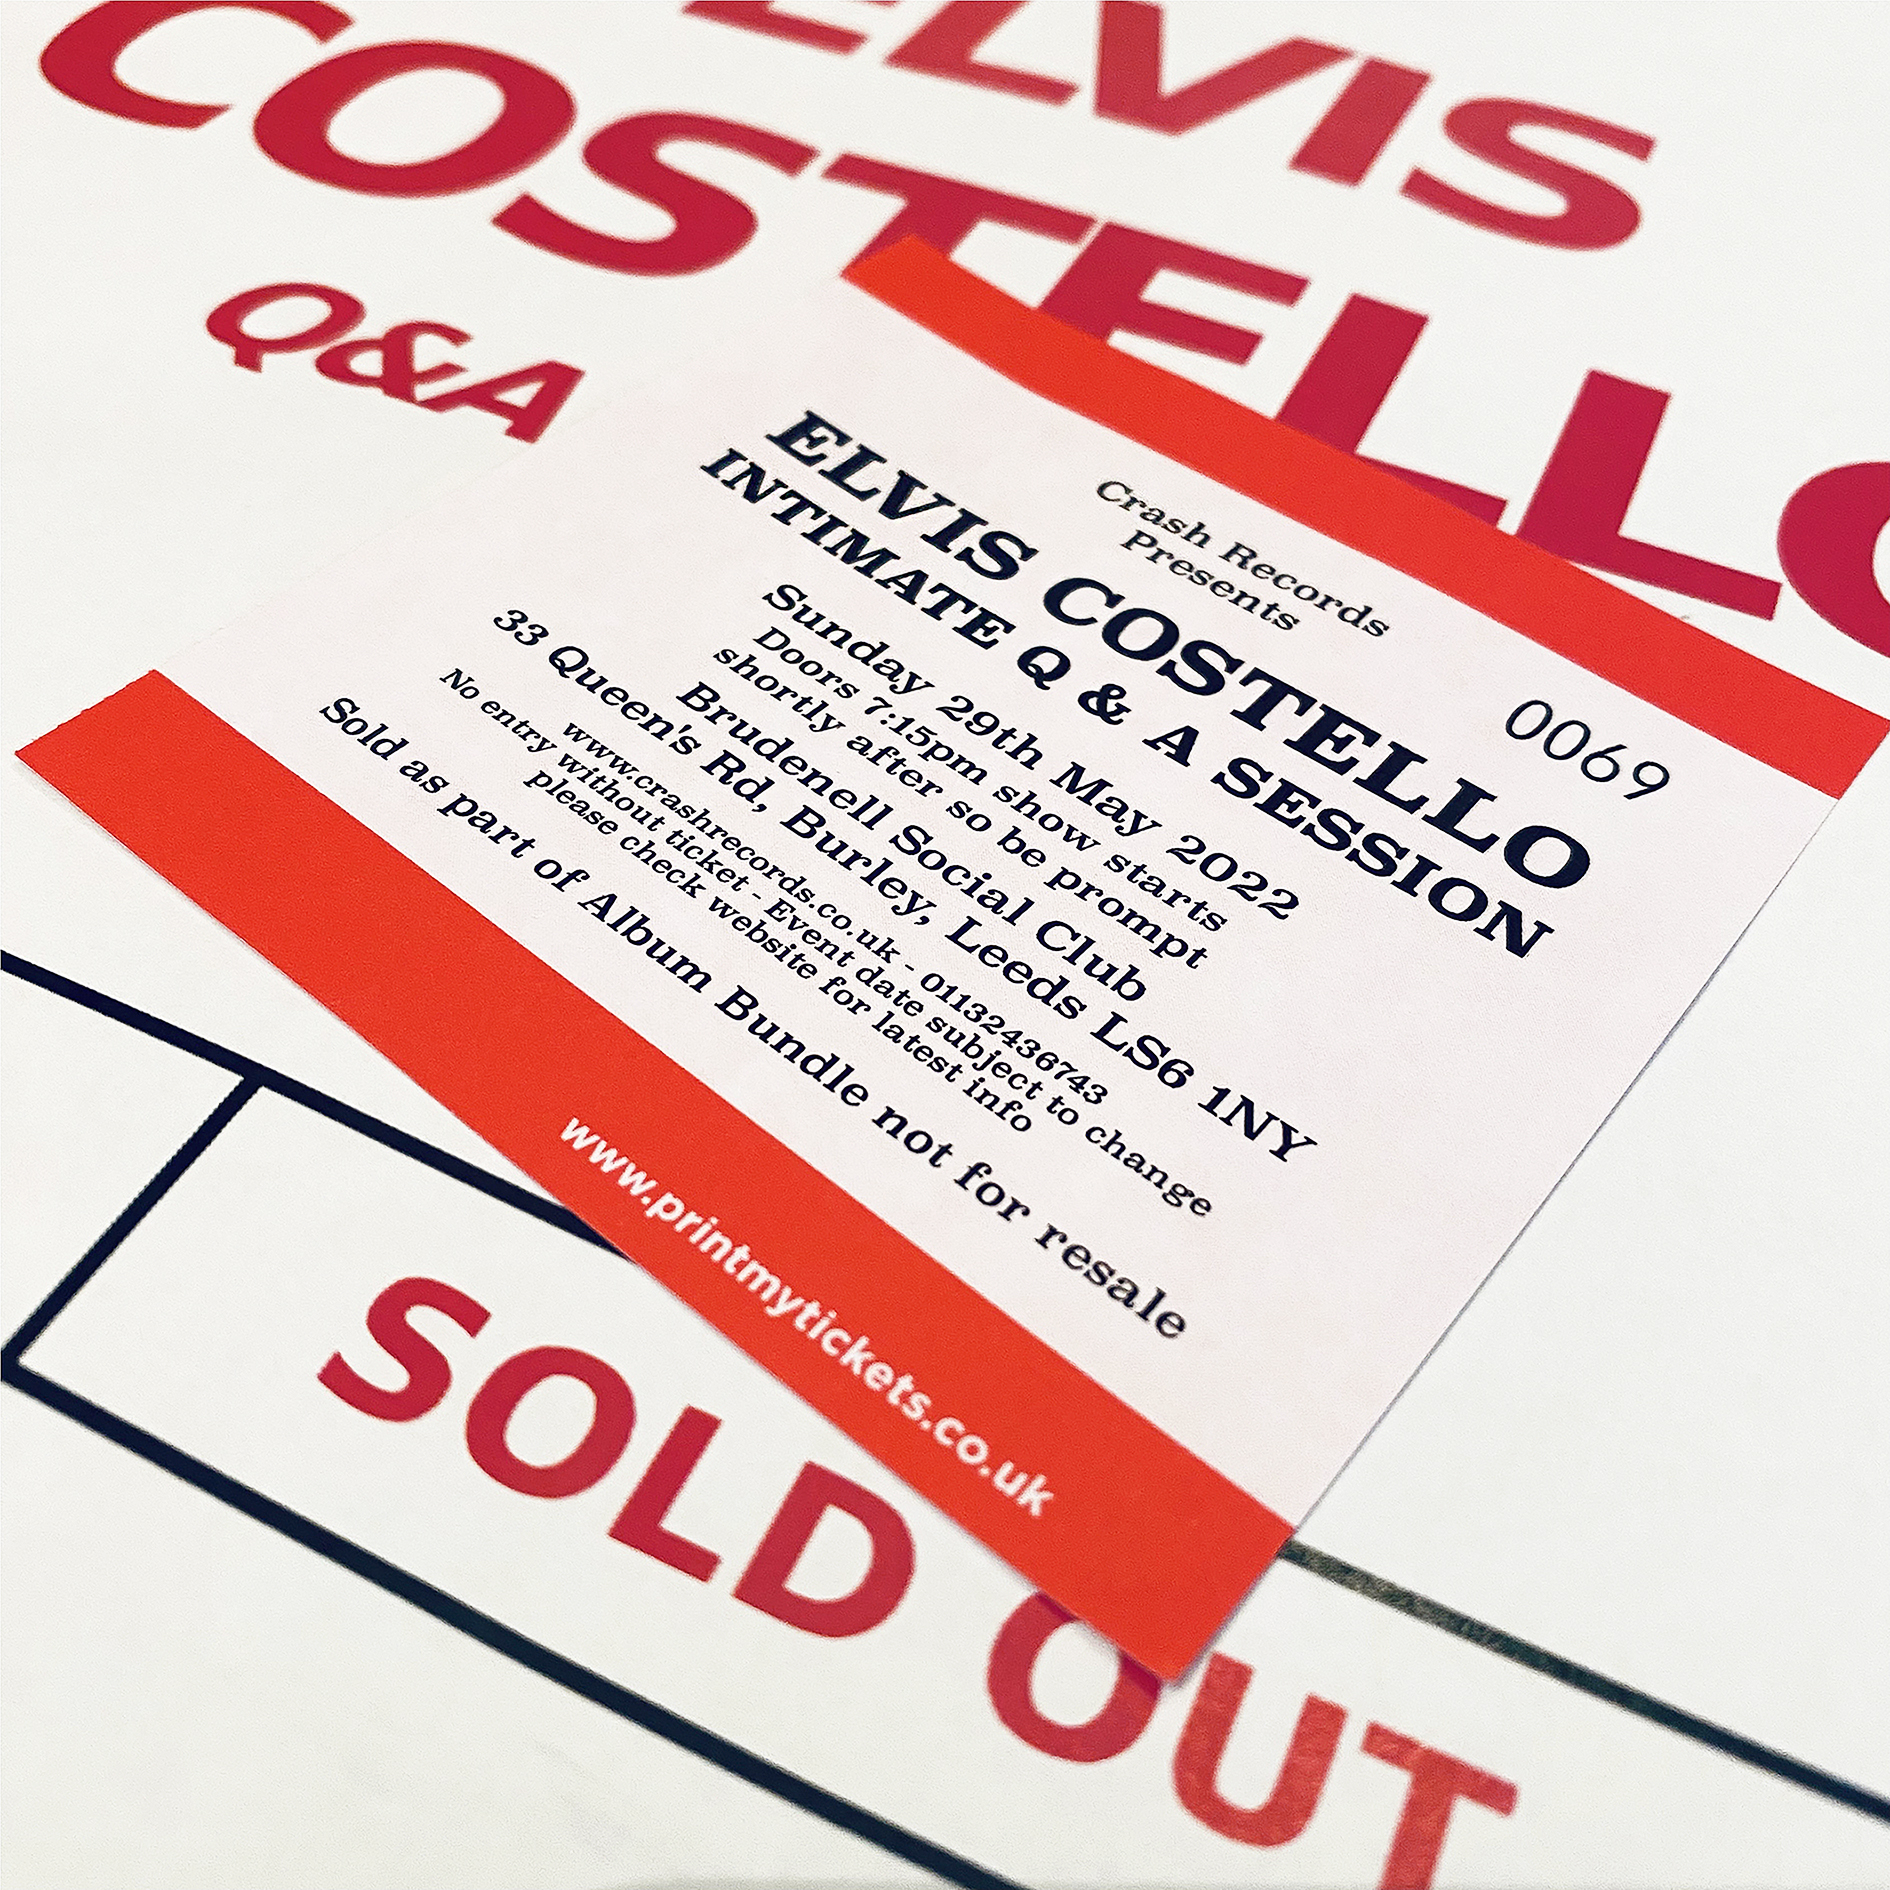 ELVIS
COSTELLO
Q&A
Crash Records
Presents
0069
ELVIS COSTELLO
INTIMATE Q & A SESSION
Sunday 29th May 2022
Doors 7:15pm show starts
shortly after so be prompt
Brudenell Social Club
33 Queen's Rd, Burley, Leeds LS6 1NY
www.crashrecords.co.uk - 01132436743
No entry without ticket - Event date subject to change
please check website for latest info
Sold as part of Album Bundle not for resale
www.printmytickets.co.uk
SOLD OUT